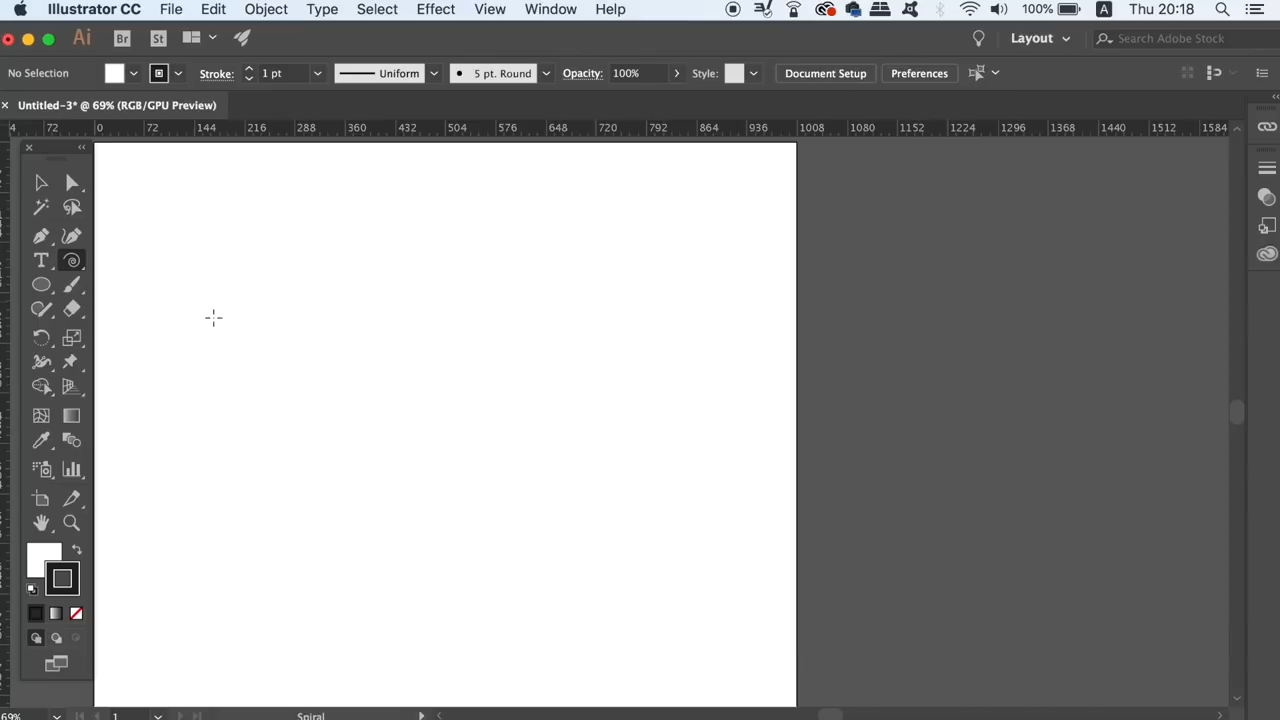 Illustrator CC File Edit Object Type Select Effect View Window Help 100% A Thu 20:18
Ai Br St Layout Search Adobe Stock
No Selection Stroke: 1 pt Uniform 5 pt. Round Opacity: 100% Style: Document Setup Preferences
Untitled-3* @ 69% (RGB/GPU Preview)
4 72 0 72 144 216 288 360 432 504 576 648 720 792 864 936 1008 1080 1152 1224 1296 1368 1440 1512 1584
T
69% 1 Spiral